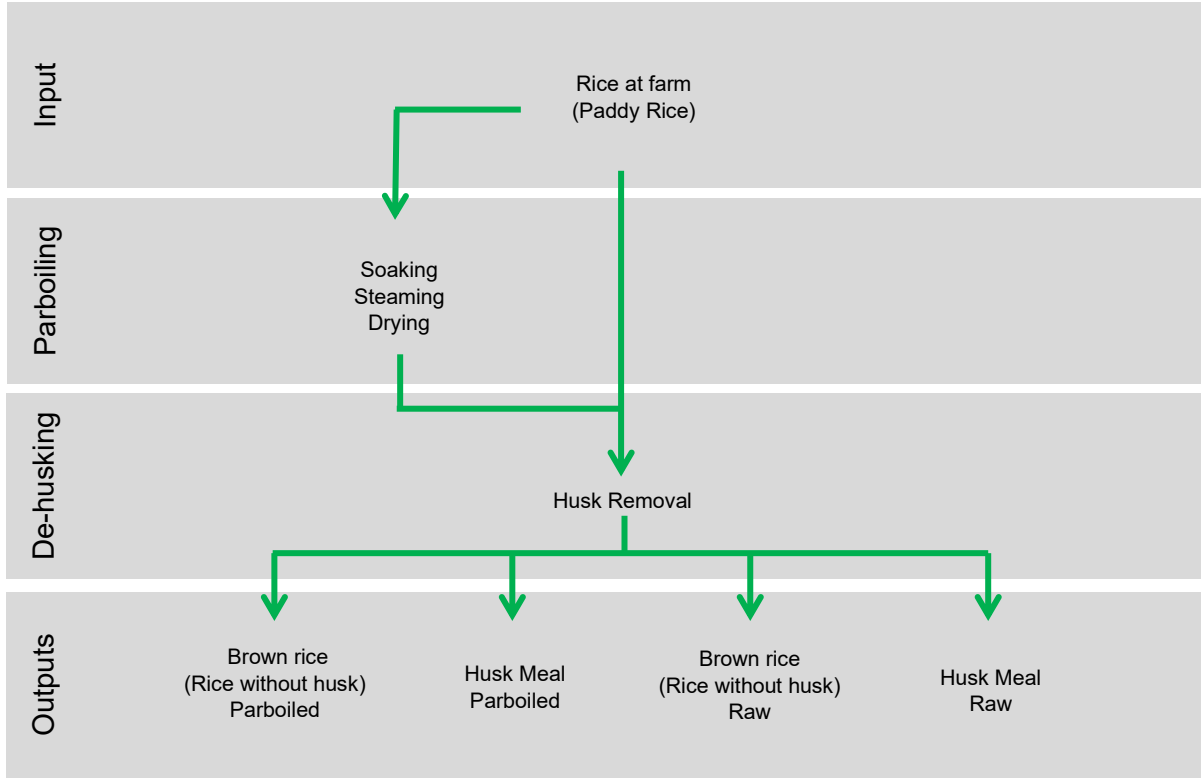 Input
Rice at farm
(Paddy Rice)
Parboiling
Soaking
Steaming
Drying
De-husking
Husk Removal
Outputs
Brown rice
(Rice without husk)
Parboiled
Husk Meal
Parboiled
Brown rice
(Rice without husk)
Raw
Husk Meal
Raw